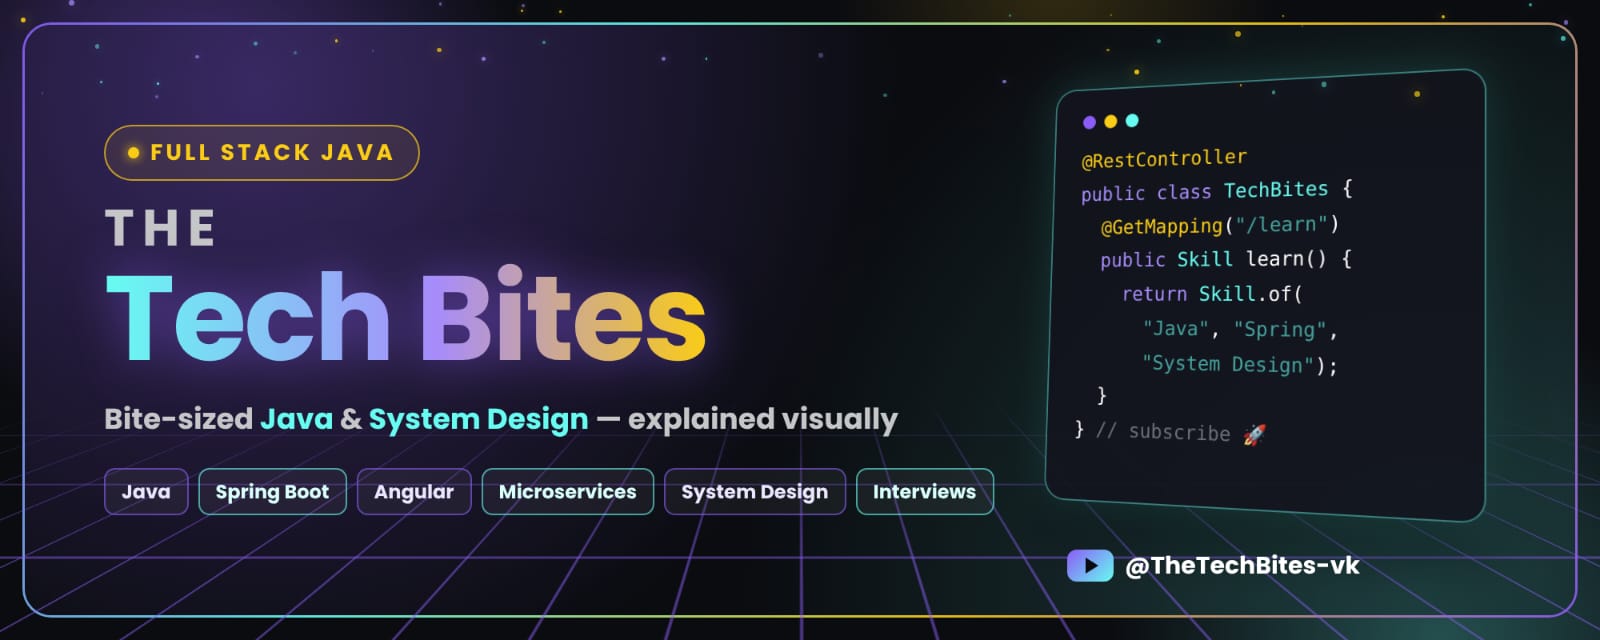 FULL STACK JAVA
THE
Tech Bites
Bite-sized Java & System Design — explained visually
Java
Spring Boot
Angular
Microservices
System Design
Interviews
@RestController
public class TechBites {
  @GetMapping("/learn")
  public Skill learn() {
    return Skill.of(
      "Java", "Spring",
      "System Design");
  }
} // subscribe 🚀
@TheTechBites-vk